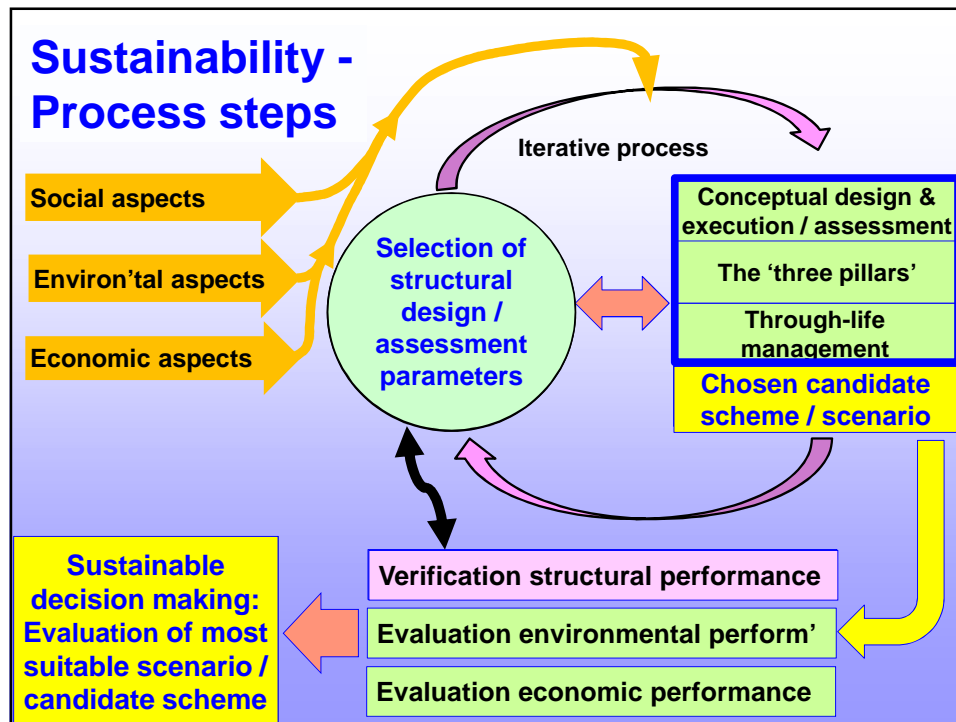 Sustainability -
Process steps
Iterative process
Social aspects
Environ'tal aspects
Economic aspects
Selection of
structural
design /
assessment
parameters
Conceptual design &
execution / assessment
The ‘three pillars’
Through-life
management
Chosen candidate
scheme / scenario
Verification structural performance
Evaluation environmental perform’
Evaluation economic performance
Sustainable
decision making:
Evaluation of most
suitable scenario /
candidate scheme